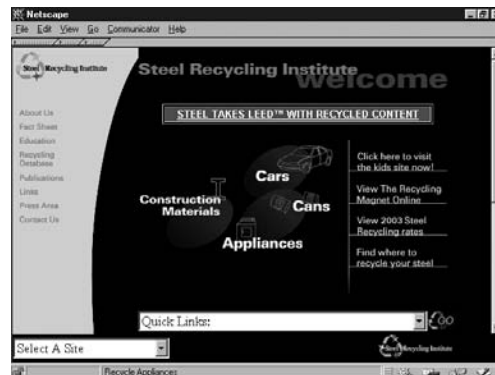 Netscape
File Edit View Go Communicator Help
Steel Recycling Institute
Steel Recycling Institute
welcome
STEEL TAKES LEED™ WITH RECYCLED CONTENT
About Us
Fact Sheet
Education
Recycling
Database
Publications
Links
Press Area
Contact Us
Cars
Construction
Materials
Cans
Appliances
Click here to visit
the kids site now!
View The Recycling
Magnet Online
View 2003 Steel
Recycling rates
Find where to
recycle your steel
Quick Links:
GO
Select A Site
Steel Recycling Institute
Recycle Appliances